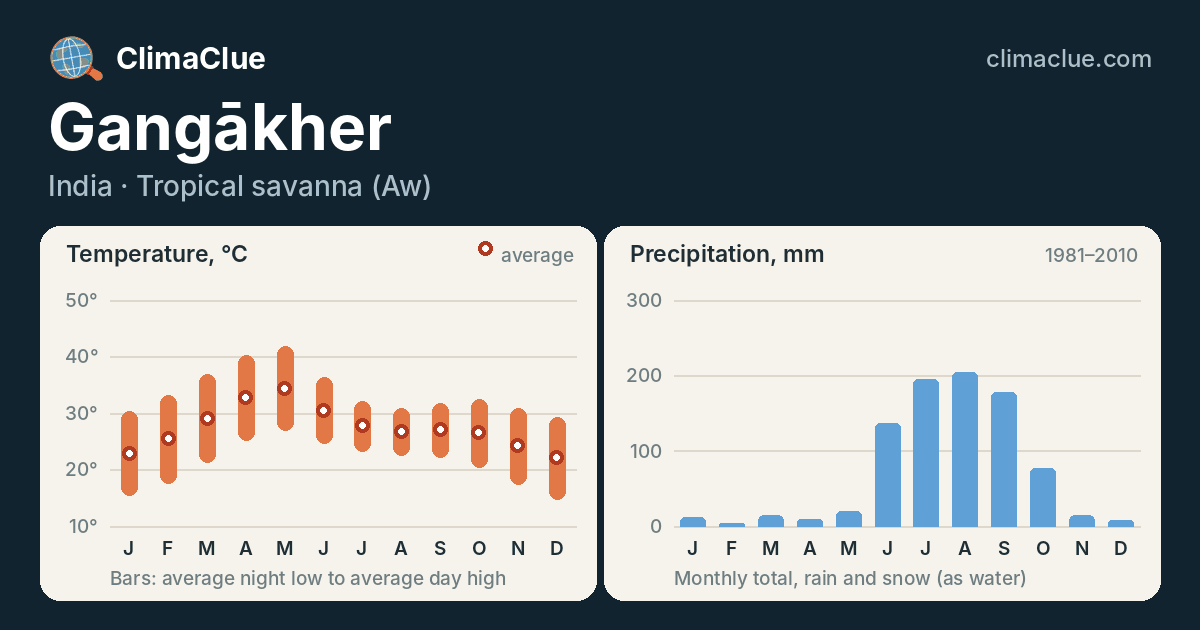 ClimaClue
climaclue.com
Gangākher
India · Tropical savanna (Aw)
Temperature, °C
average
50°
40°
30°
20°
10°
J F M A M J J A S O N D
Bars: average night low to average day high
Precipitation, mm
1981–2010
300
200
100
0
J F M A M J J A S O N D
Monthly total, rain and snow (as water)